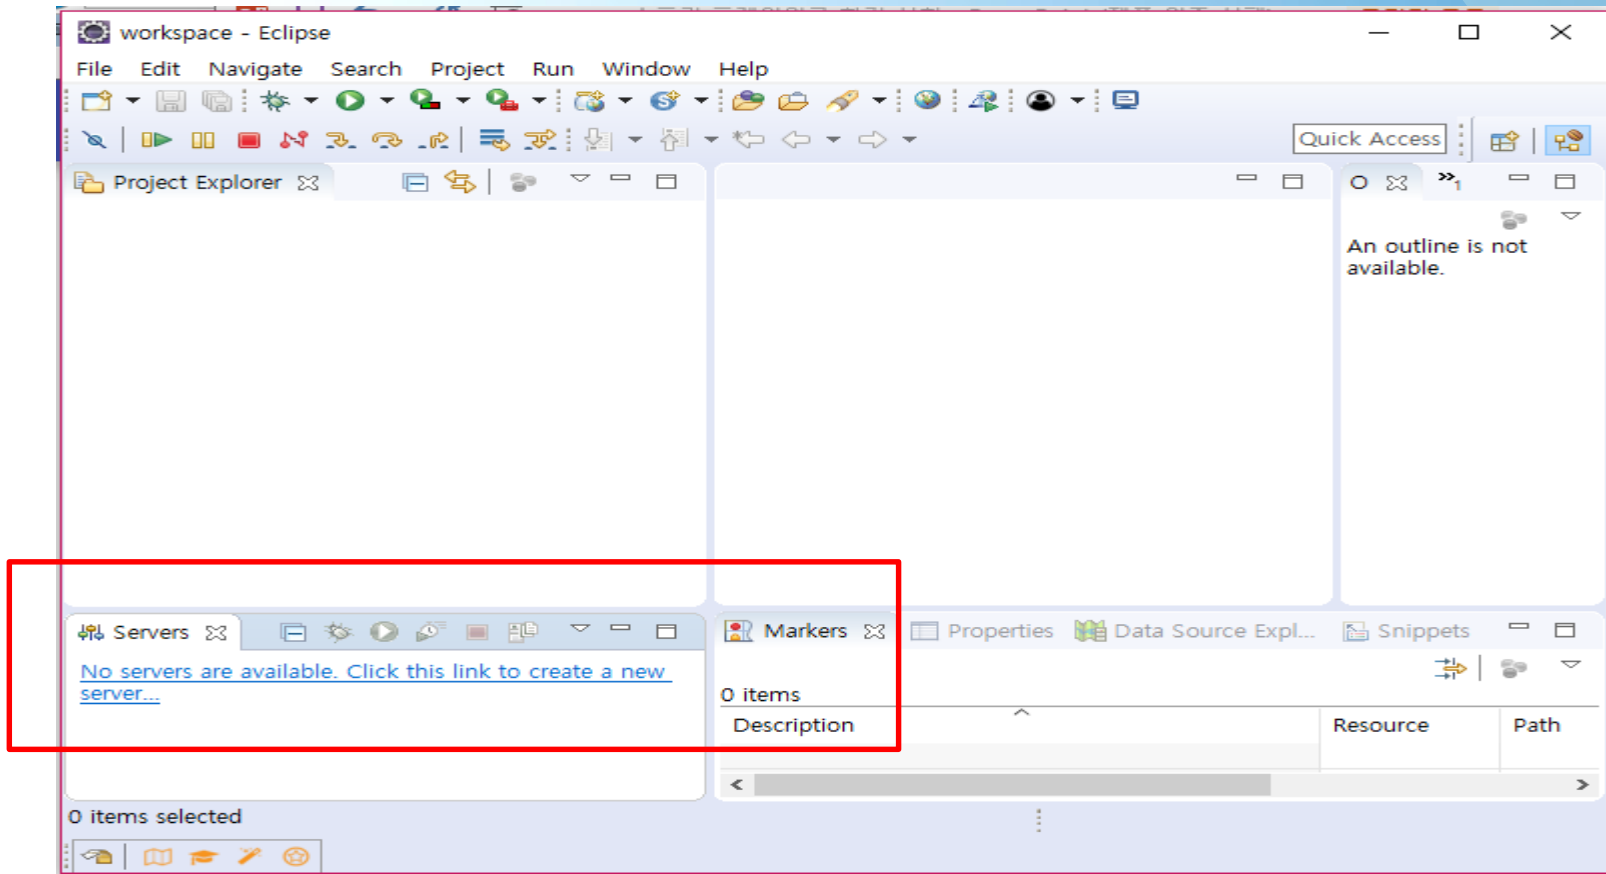 workspace - Eclipse
File Edit Navigate Search Project Run Window Help
Quick Access
Project Explorer
O
»1
An outline is not
available.
Servers
Markers Properties Data Source Expl... Snippets
No servers are available. Click this link to create a new
server...
0 items
Description Resource Path
0 items selected